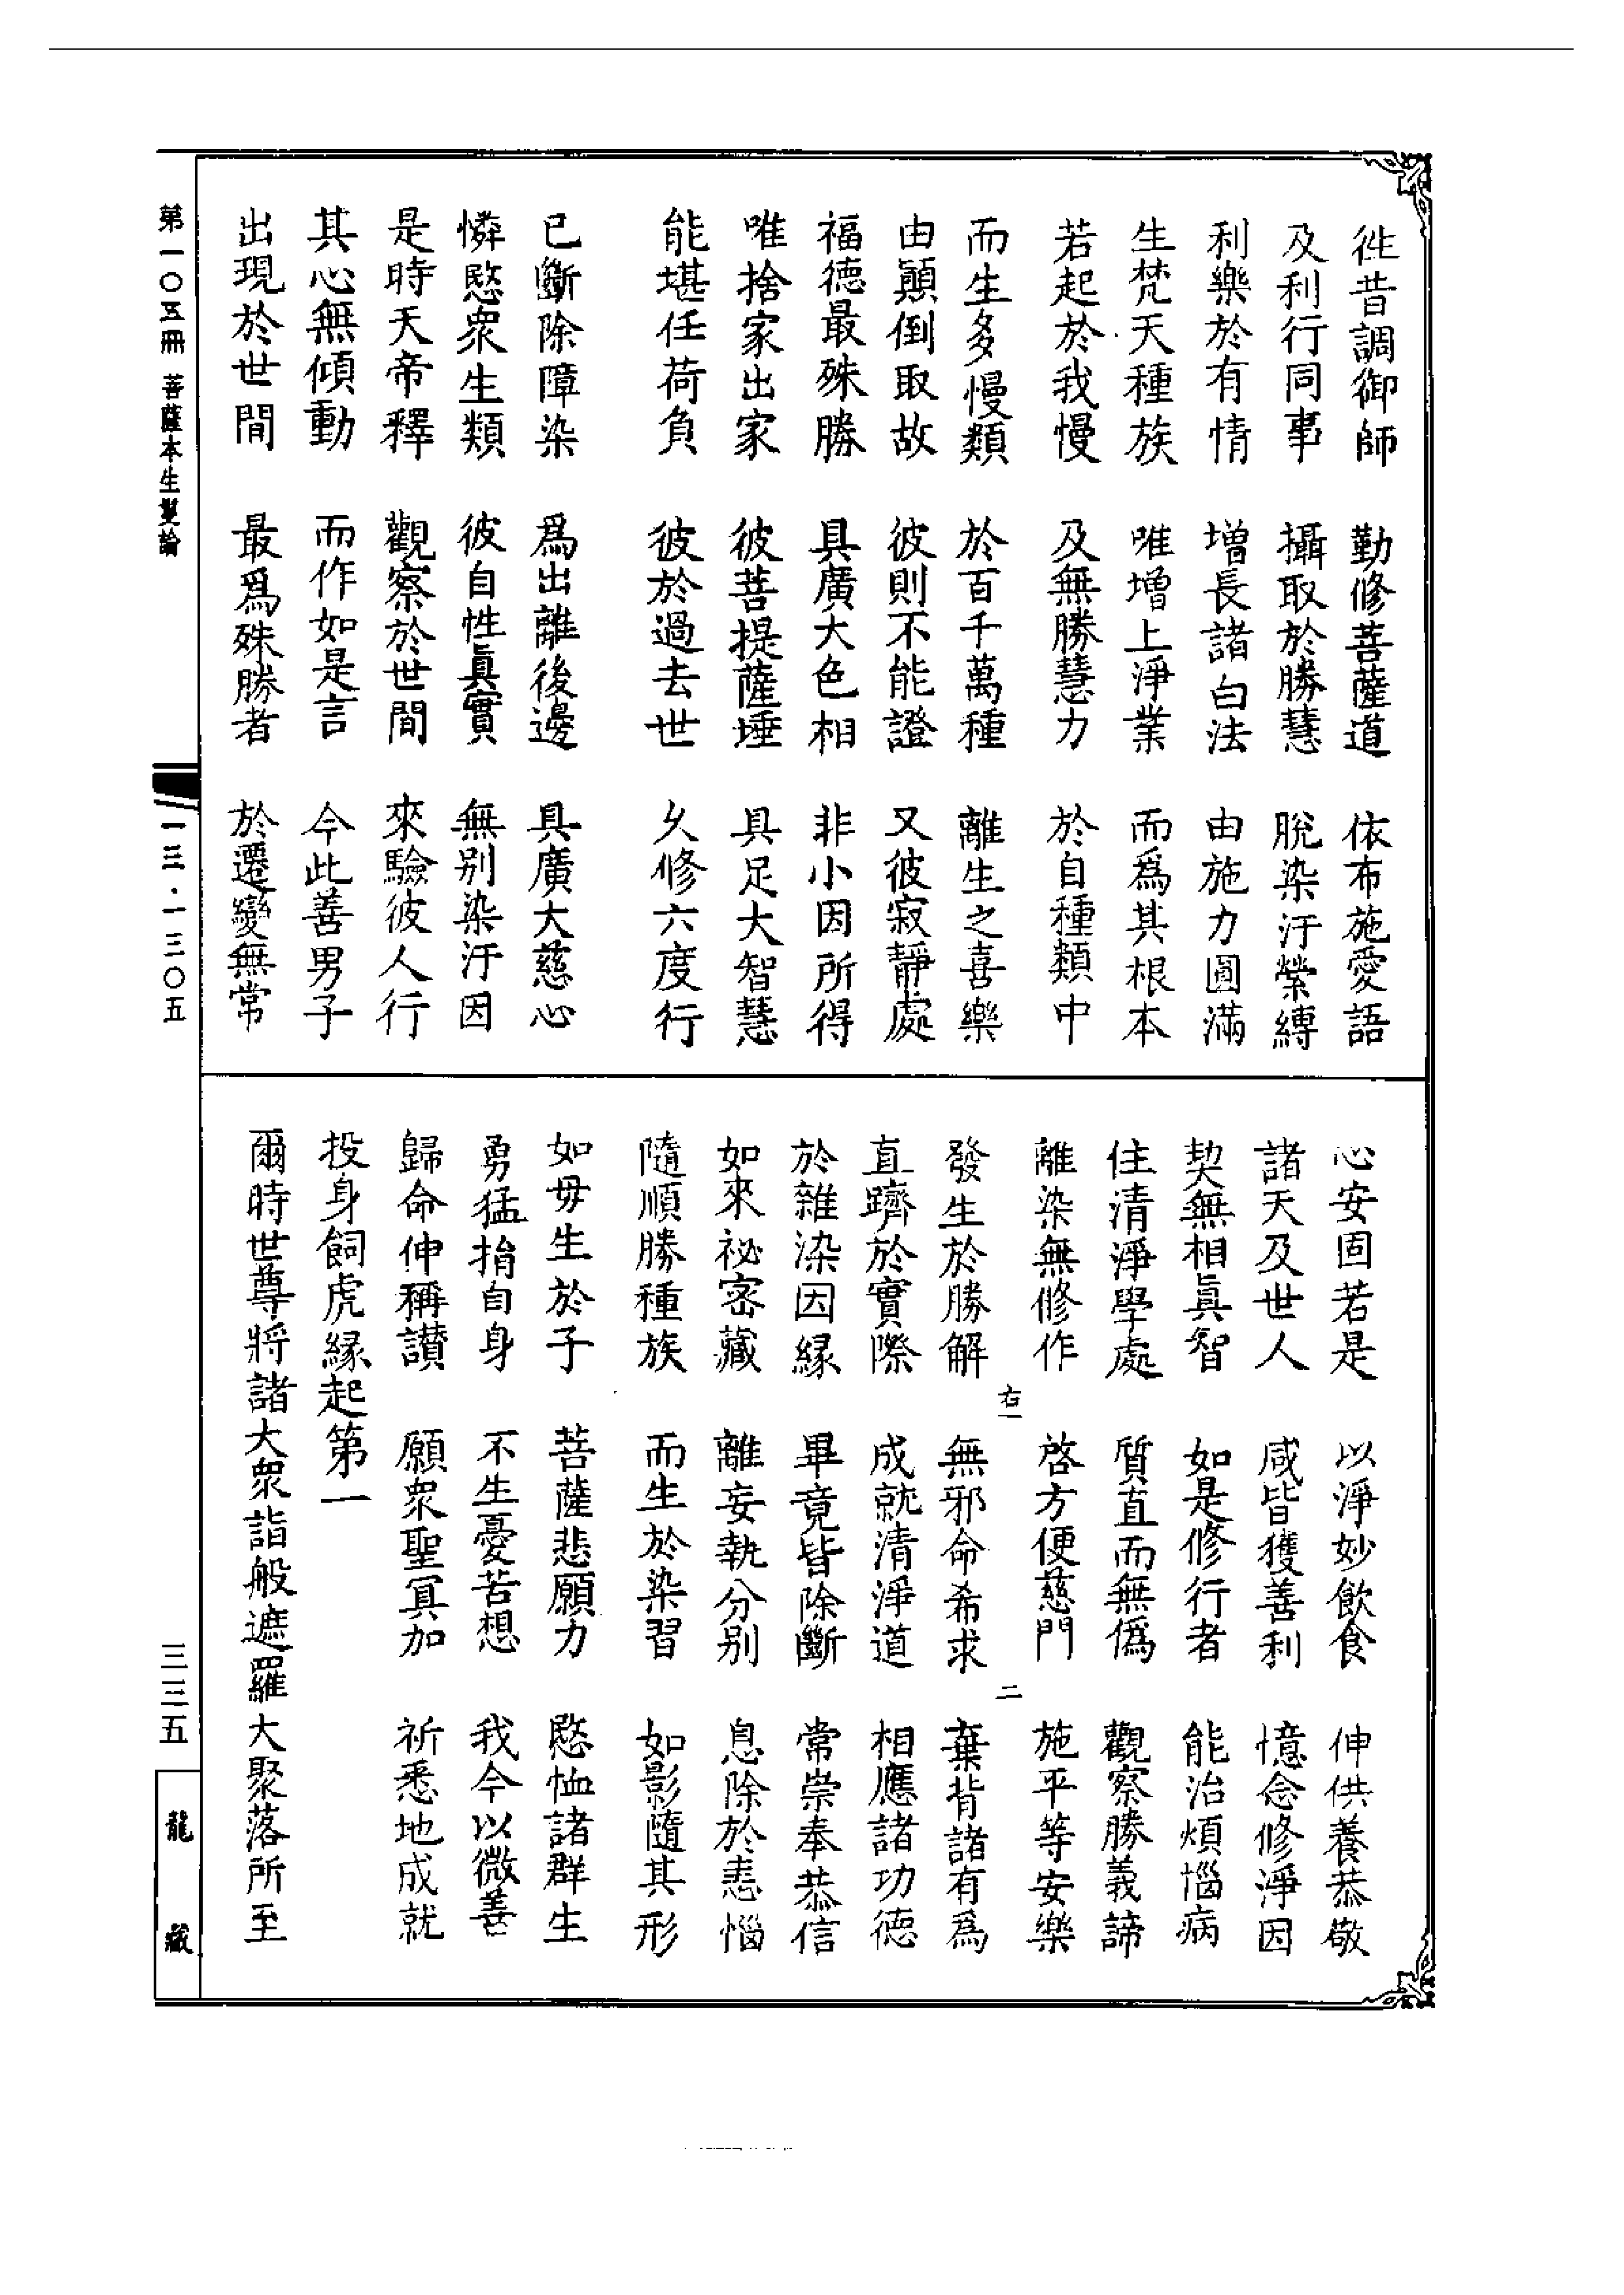 往昔調御師　勤修菩薩道　依布施愛語
及利行同事　攝取於勝慧　脫染汙縈縛
利樂於有情　增長諸白法　由施力圓滿
生梵天種族　唯增上淨業　而爲其根本
若起於我慢　及無勝慧力　於自種類中
而生多慢類　於百千萬種　離生之喜樂
由顚倒取故　彼則不能證　又彼寂靜處
福德最殊勝　具廣大色相　非小因所得
唯捨家出家　彼菩提薩埵　具足大智慧
能堪任荷負　彼於過去世　久修六度行
已斷除障染　爲出離後邊　具廣大慈心
憐愍衆生類　彼自性眞實　無別染汙因
是時天帝釋　觀察於世間　來驗彼人行
其心無傾動　而作如是言　今此善男子
出現於世間　最爲殊勝者　於遷變無常
心安固若是　以淨妙飲食　伸供養恭敬
諸天及世人　咸皆獲善利　憶念修淨因
契無相眞智　如是修行者　能治煩惱病
住清淨學處　質直而無僞　觀察勝義諦
離染無修作　啓方便慈門　施平等安樂
右一　二
發生於勝解　無邪命希求　棄背諸有爲
直躋於實際　成就清淨道　相應諸功德
於雜染因緣　畢竟皆除斷　常崇奉恭信
如來祕密藏　離妄執分別　息除於恚惱
隨順勝種族　而生於染習　如影隨其形
如母生於子　菩薩悲願力　愍恤諸群生
勇猛捐自身　不生憂苦想　我今以微善
歸命伸稱讃　願衆聖冥加　祈悉地成就
投身飼虎緣起第一
爾時世尊將諸大衆詣般遮羅大聚落所至
第一〇五冊　菩薩本生鬘論
一三·一三〇五
三三五
龍藏